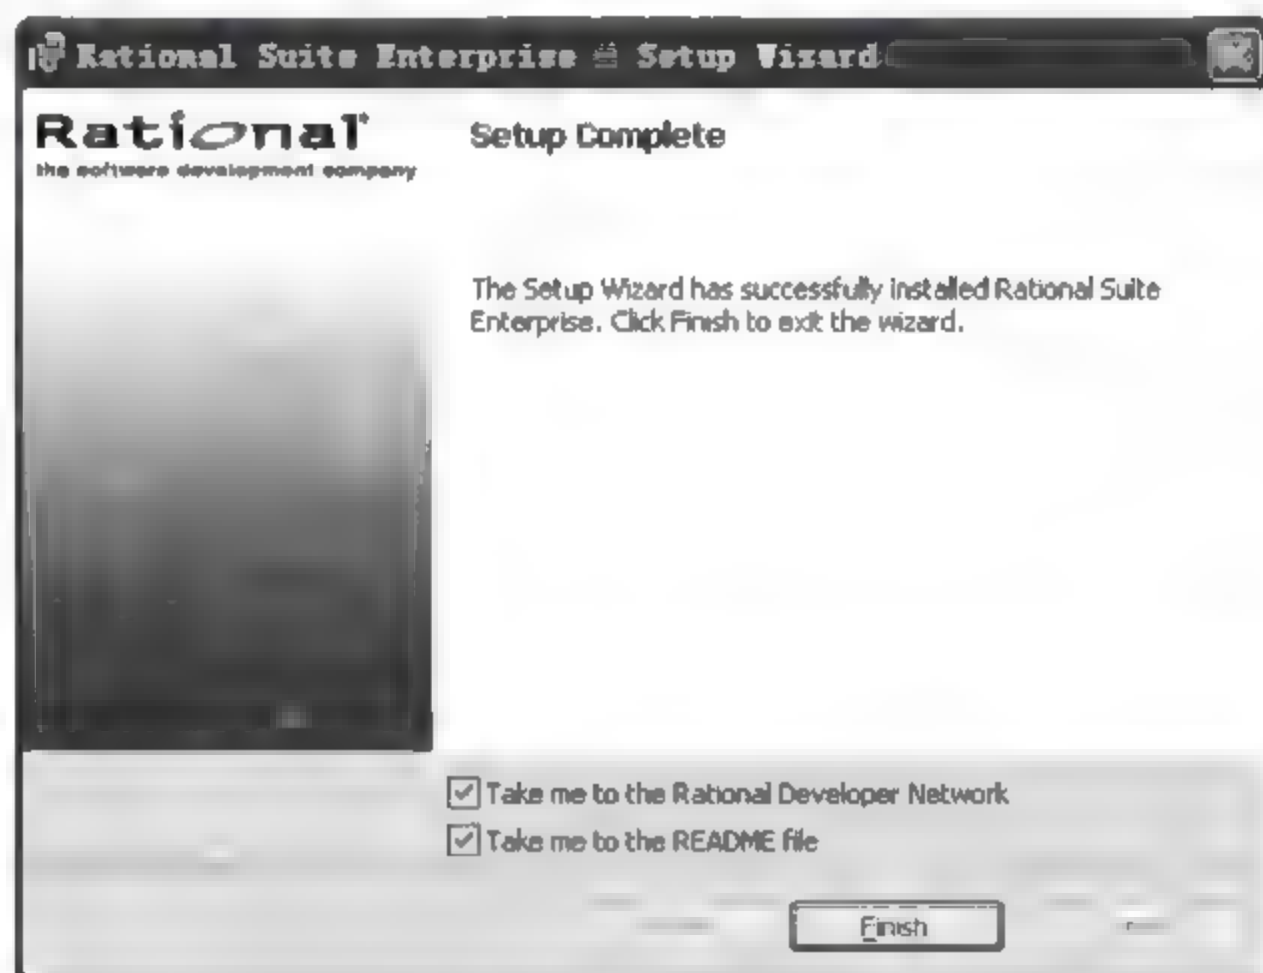 Rational Suite Enterprise Setup Wizard
Rational
the software development company
Setup Complete
The Setup Wizard has successfully installed Rational Suite
Enterprise. Click Finish to exit the wizard.
Take me to the Rational Developer Network
Take me to the README file
Finish